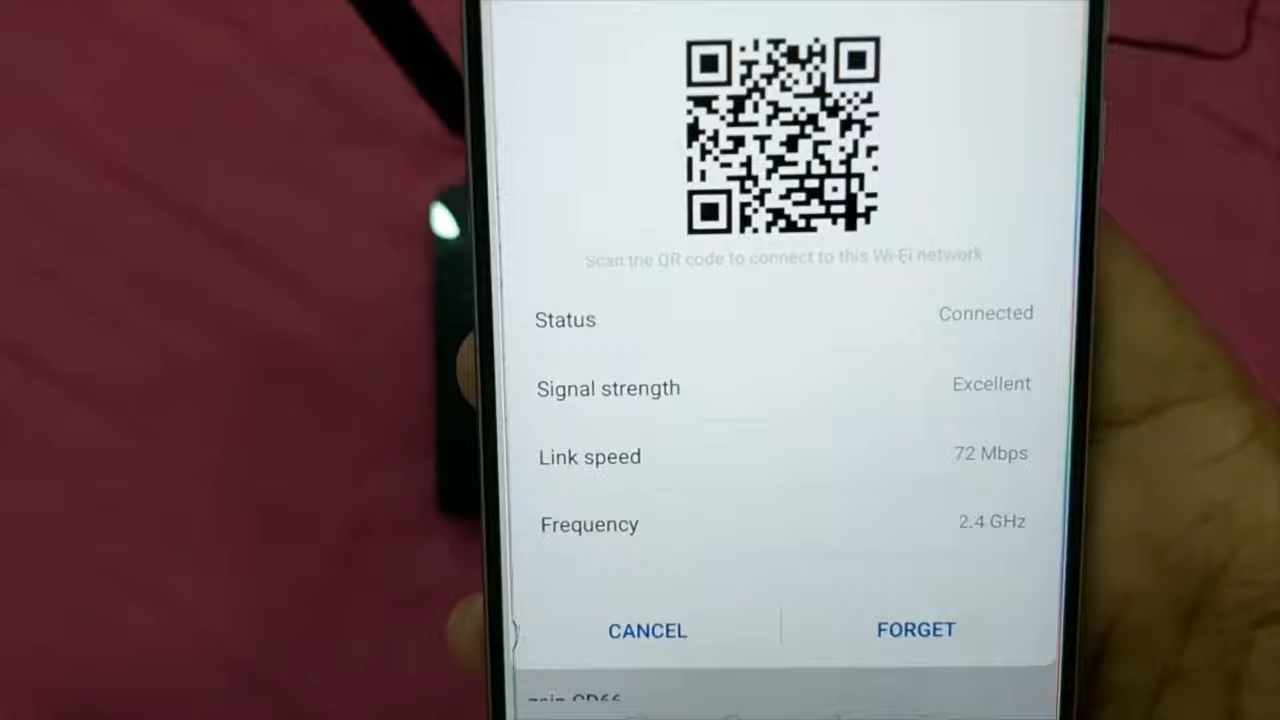 Scan the QR code to connect to this Wi-Fi network
Status
Connected
Signal strength
Excellent
Link speed
72 Mbps
Frequency
2.4 GHz
CANCEL
FORGET